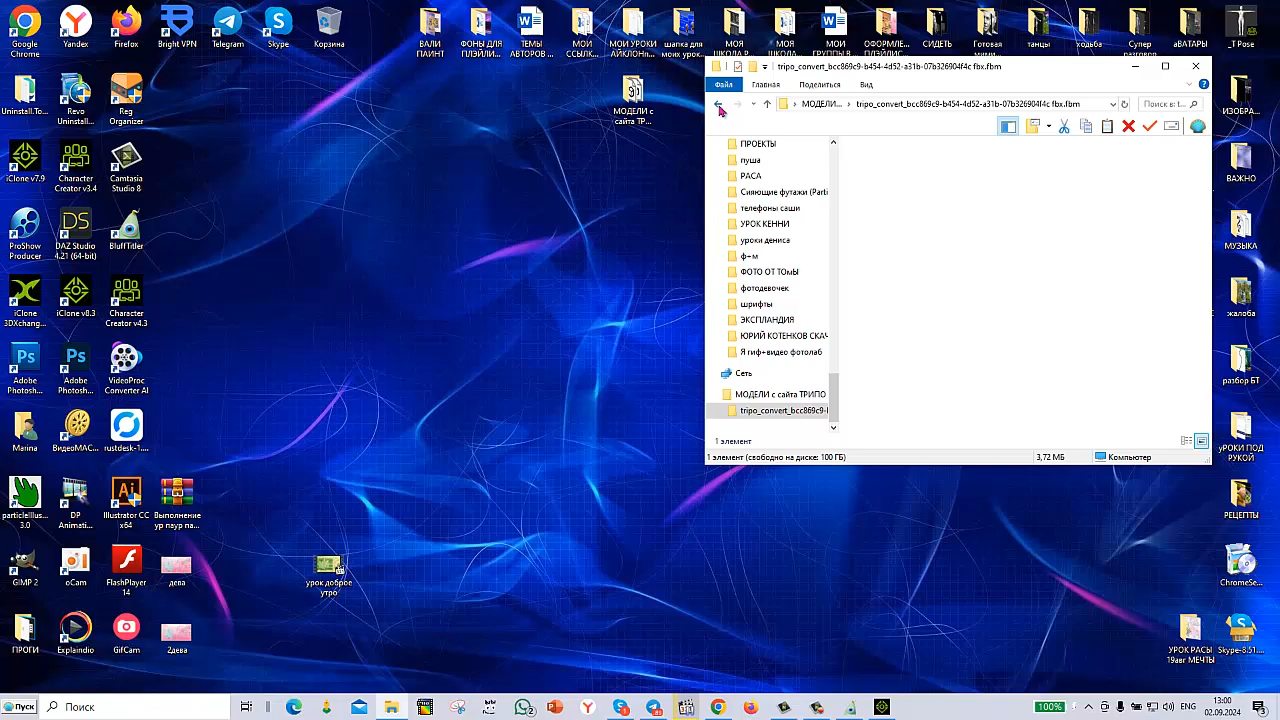 Google
Chrome
Yandex
Firefox
Bright VPN
Telegram
Skype
Корзина
ВАЛИ
ПАИНТ
ФОНЫ ДЛЯ
ПЛЭЙЛИ...
ТЕМЫ
АВТОРОВ ...
МОИ
ССЫЛК...
МОИ УРОКИ
АЙКЛОНн...
шапка для
моих урок...
МОЯ
ШКОЛА Р...
МОЯ
ШКОЛА...
МОИ
ГРУППЫ В...
ОФОРМЛЕ...
ПЛЭЙЛИ...
СИДЕТЬ
Готовая
мими...
танцы
ходьба
Супер
разговор
аВАТАРЫ
_T Pose
Uninstal To...
Revo
Uninstall...
Reg
Organizer
МОДЕЛИ с
сайта ТР...
iClone v7.9
Character
Creator v3.4
Camtasia
Studio 8
ProShow
Producer
DAZ Studio
4.21 (64-bit)
BluffTitler
iClone
3DXchang...
iClone v8.3
Character
Creator v4.3
Adobe
Photosh...
Adobe
Photosh...
VideoProc
Converter AI
Marina
ВидеоМАС...
rustdesk-1....
particleIllus...
3.0
DP
Animati...
Illustrator CC
x64
Выполнение
ур паур па...
GIMP 2
oCam
FlashPlayer
14
дева
урок доброе
утро
ПРОГИ
Explaindio
GifCam
2дева
tripo_convert_bcc869c9-b454-4d52-a31b-07b326904f4c fbx.fbm
Файл
Главная
Поделиться
Вид
МОДЕЛИ...
tripo_convert_bcc869c9-b454-4d52-a31b-07b326904f4c fbx.fbm
Поиск в t...
ПРОЕКТЫ
пуша
РАСА
Сияющие футажи (Parti
телефоны саши
УРОК КЕННИ
уроки дениса
ф+м
ФОТО ОТ ТОмЫ
фотодевочек
шрифты
ЭКСПЛАНДИЯ
ЮРИЙ КОТЕНКОВ СКАЧ
Я гиф+видео фотолаб
Сеть
МОДЕЛИ с сайта ТРИПО
tripo_convert_bcc869c9-l
1 элемент
1 элемент (свободно на диске: 100 ГБ)
3,72 МБ
Компьютер
ИЗОБРА...
ВАЖНО
МУЗЫКА
жалоба
разбор БТ
уРОКИ ПОД
РУКОЙ
РЕЦЕПТЫ
ChromeSe...
УРОК РАСЫ
19авг МЕЧТЫ
Skype-8.51....
Пуск
Поиск
100%
ENG
13:00
02.09.2024